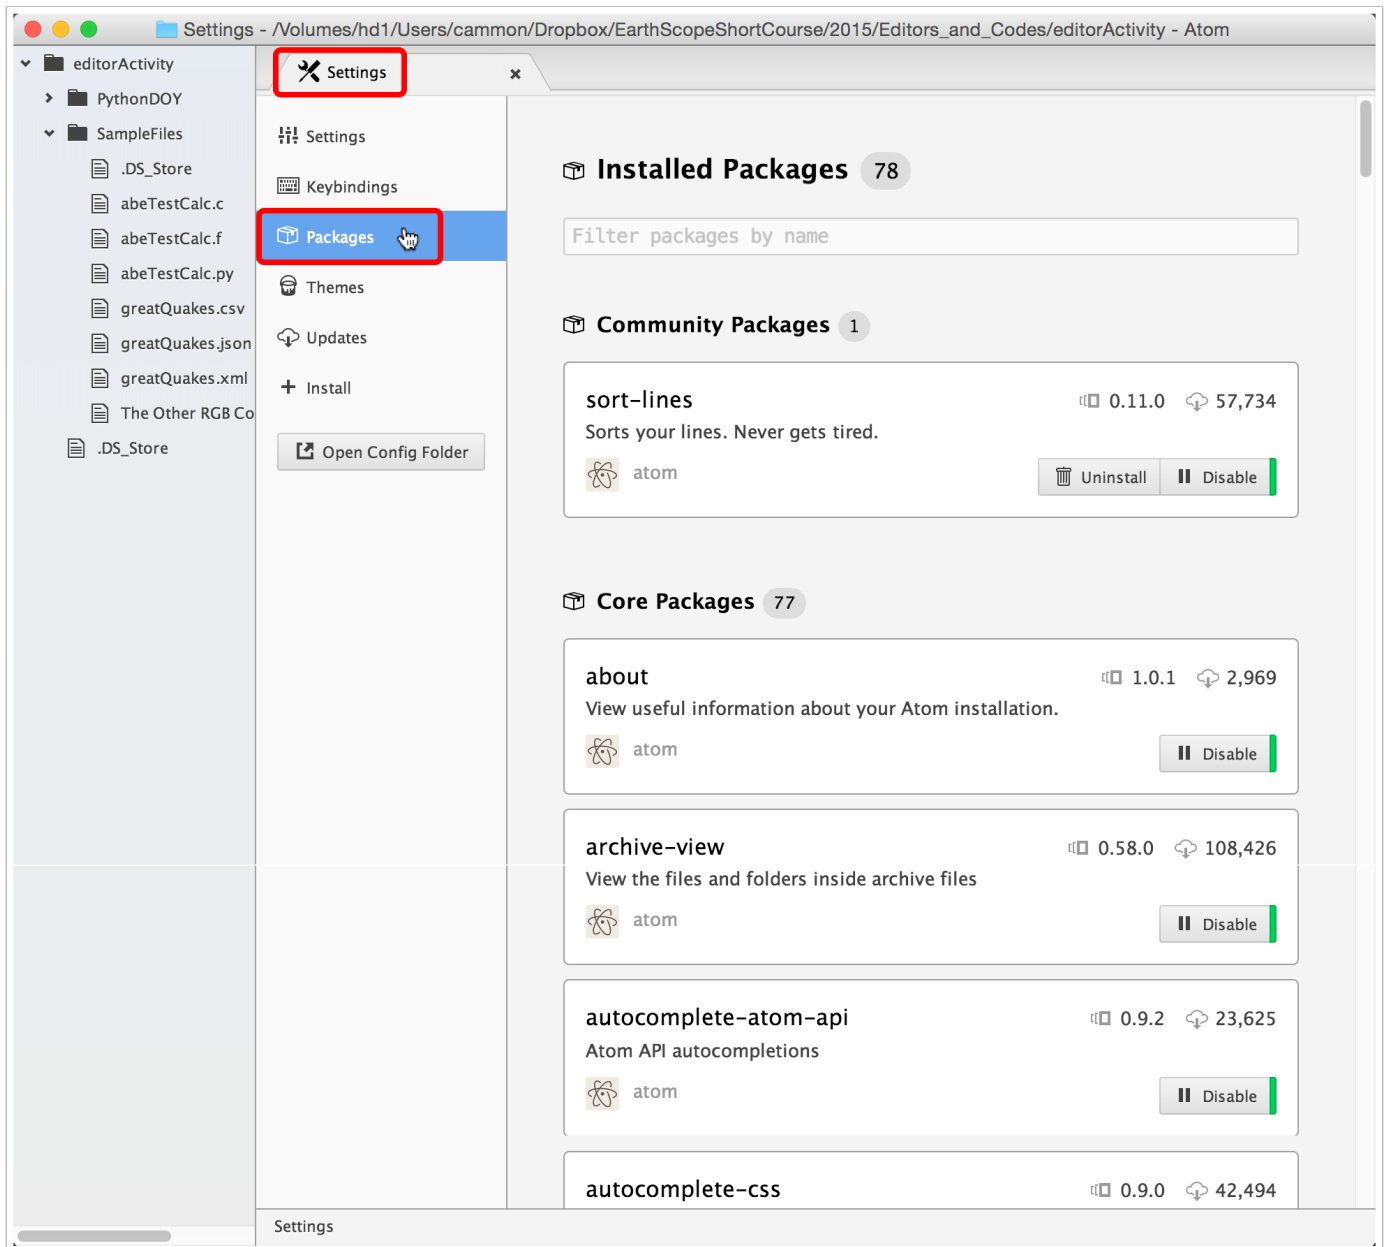 Settings - /Volumes/hd1/Users/cammon/Dropbox/EarthScopeShortCourse/2015/Editors_and_Codes/editorActivity - Atom
editorActivity
PythonDOY
SampleFiles
.DS_Store
abeTestCalc.c
abeTestCalc.f
abeTestCalc.py
greatQuakes.csv
greatQuakes.json
greatQuakes.xml
The Other RGB Co
.DS_Store
Settings
Settings
Keybindings
Packages
Themes
Updates
Install
Open Config Folder
Installed Packages 78
Filter packages by name
Community Packages 1
sort-lines 0.11.0 57,734
Sorts your lines. Never gets tired.
atom Uninstall Disable
Core Packages 77
about 1.0.1 2,969
View useful information about your Atom installation.
atom Disable
archive-view 0.58.0 108,426
View the files and folders inside archive files
atom Disable
autocomplete-atom-api 0.9.2 23,625
Atom API autocompletions
atom Disable
autocomplete-css 0.9.0 42,494
Settings